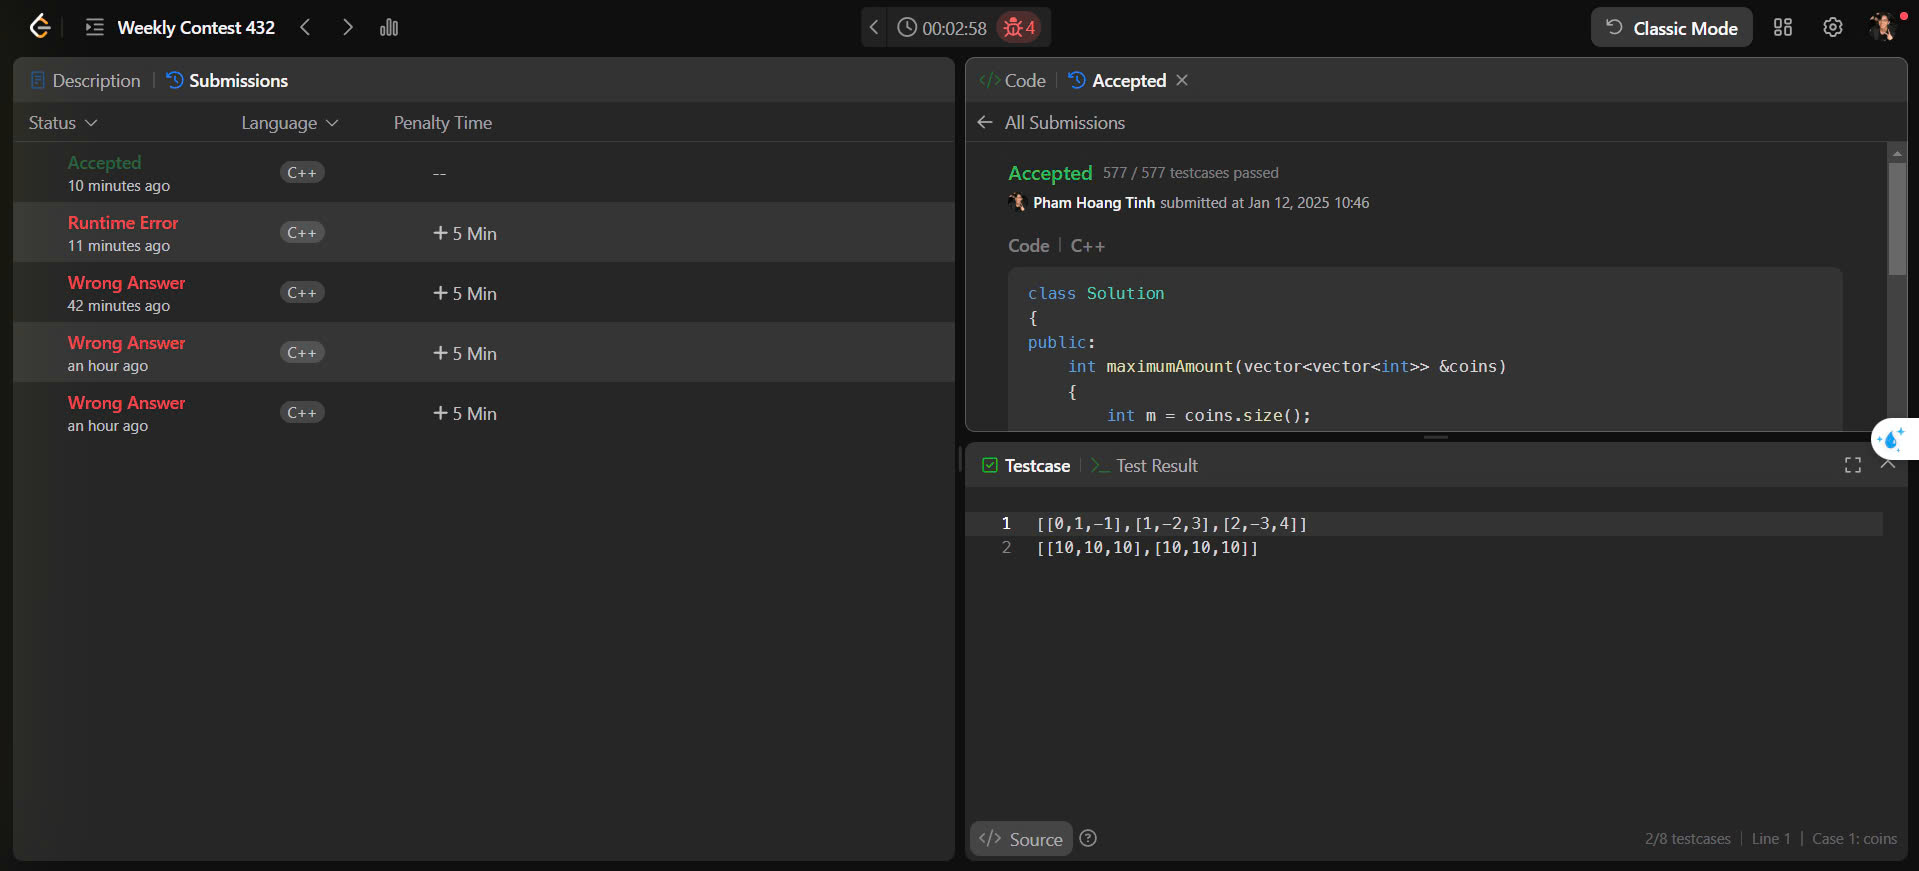 Weekly Contest 432
00:02:58
4
Classic Mode
Description
Submissions
Status
Language
Penalty Time
Accepted
10 minutes ago
C++
--
Runtime Error
11 minutes ago
C++
+ 5 Min
Wrong Answer
42 minutes ago
C++
+ 5 Min
Wrong Answer
an hour ago
C++
+ 5 Min
Wrong Answer
an hour ago
C++
+ 5 Min
</> Code
Accepted
All Submissions
Accepted 577 / 577 testcases passed
Pham Hoang Tinh submitted at Jan 12, 2025 10:46
Code | C++
class Solution
{
public:
int maximumAmount(vector<vector<int>> &coins)
{
int m = coins.size();
Testcase
>_ Test Result
1 [[0,1,-1],[1,-2,3],[2,-3,4]]
2 [[10,10,10],[10,10,10]]
</> Source
?
2/8 testcases | Line 1 | Case 1: coins